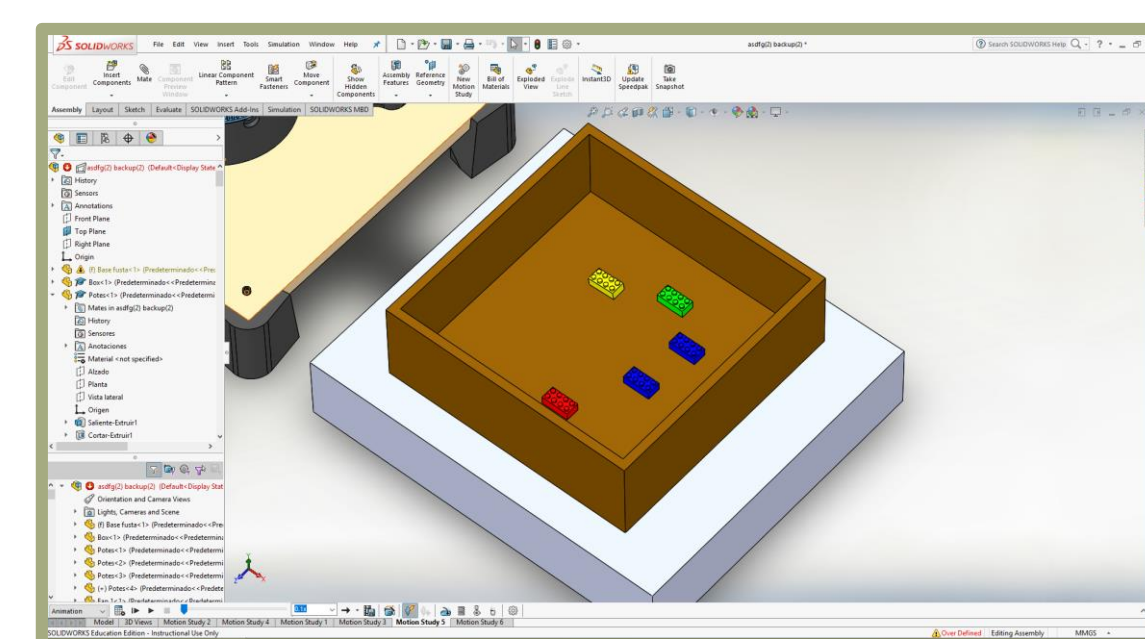 SOLIDWORKS File Edit View Insert Tools Simulation Window Help asdfg(2) backup(2) * Search SOLIDWORKS Help
Edit Component Insert Components Mate Component Preview Window Linear Component Pattern Smart Fasteners Move Component Show Hidden Components Assembly Features Reference Geometry New Motion Study Bill of Materials Exploded View Explode Line Sketch Instant3D Update Speedpak Take Snapshot
Assembly Layout Sketch Evaluate SOLIDWORKS Add-Ins Simulation SOLIDWORKS MBD
asdfg(2) backup(2) (Default<Display State
History
Sensors
Annotations
Front Plane
Top Plane
Right Plane
Origin
(f) Base fusta<1> (Predeterminado<<Pre
Box<1> (Predeterminado<<Predetermina
Potes<1> (Predeterminado<<Predetermi
Mates in asdfg(2) backup(2)
History
Sensores
Anotaciones
Material <not specified>
Alzado
Planta
Vista lateral
Origen
Saliente-Extruir1
Cortar-Extruir1
asdfg(2) backup(2) (Default<Display Stat
Orientation and Camera Views
Lights, Cameras and Scene
(f) Base fusta<1> (Predeterminado<<Pre
Box<1> (Predeterminado<<Predetermina
Potes<1> (Predeterminado<<Predetermi
Potes<2> (Predeterminado<<Predetermi
Potes<3> (Predeterminado<<Predetermi
(+) Potes<4> (Predeterminado<<Predete
Animation 0.1x
Model 3D Views Motion Study 2 Motion Study 4 Motion Study 1 Motion Study 3 Motion Study 5 Motion Study 6
SOLIDWORKS Education Edition - Instructional Use Only Over Defined Editing Assembly MMGS